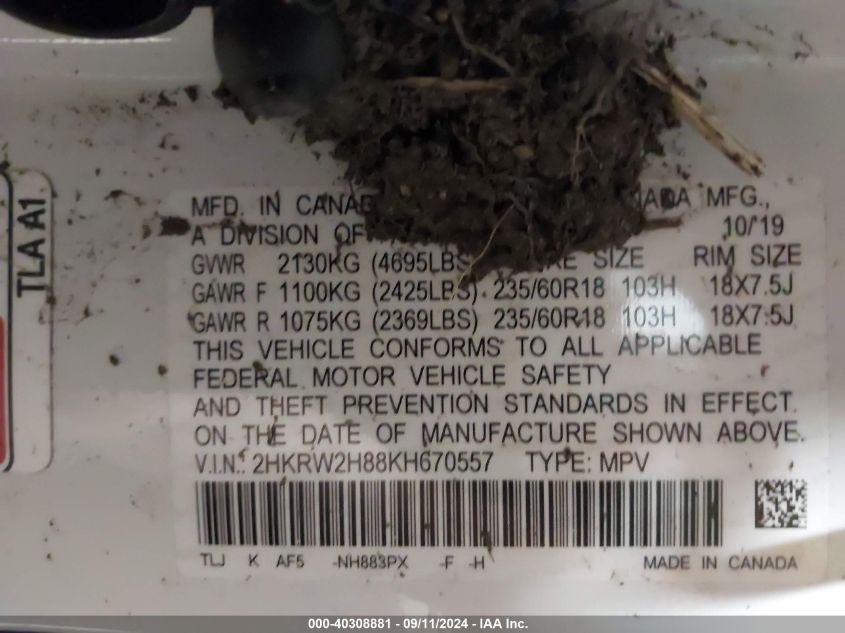 MFD. IN CANAD ADA MFG.,
A DIVISION OF 10/19
GVWR 2130KG (4695LBS SIZE RIM SIZE
GAWR F 1100KG (2425LBS) 235/60R18 103H 18X7.5J
GAWR R 1075KG (2369LBS) 235/60R18 103H 18X7.5J
THIS VEHICLE CONFORMS TO ALL APPLICABLE
FEDERAL MOTOR VEHICLE SAFETY
AND THEFT PREVENTION STANDARDS IN EFFECT
ON THE DATE OF MANUFACTURE SHOWN ABOVE.
V.I.N.: 2HKRW2H88KH670557 TYPE: MPV
TLJ K AF5 -NH883PX -F -H MADE IN CANADA
TLA A1
000-40308881 - 09/11/2024 - IAA Inc.